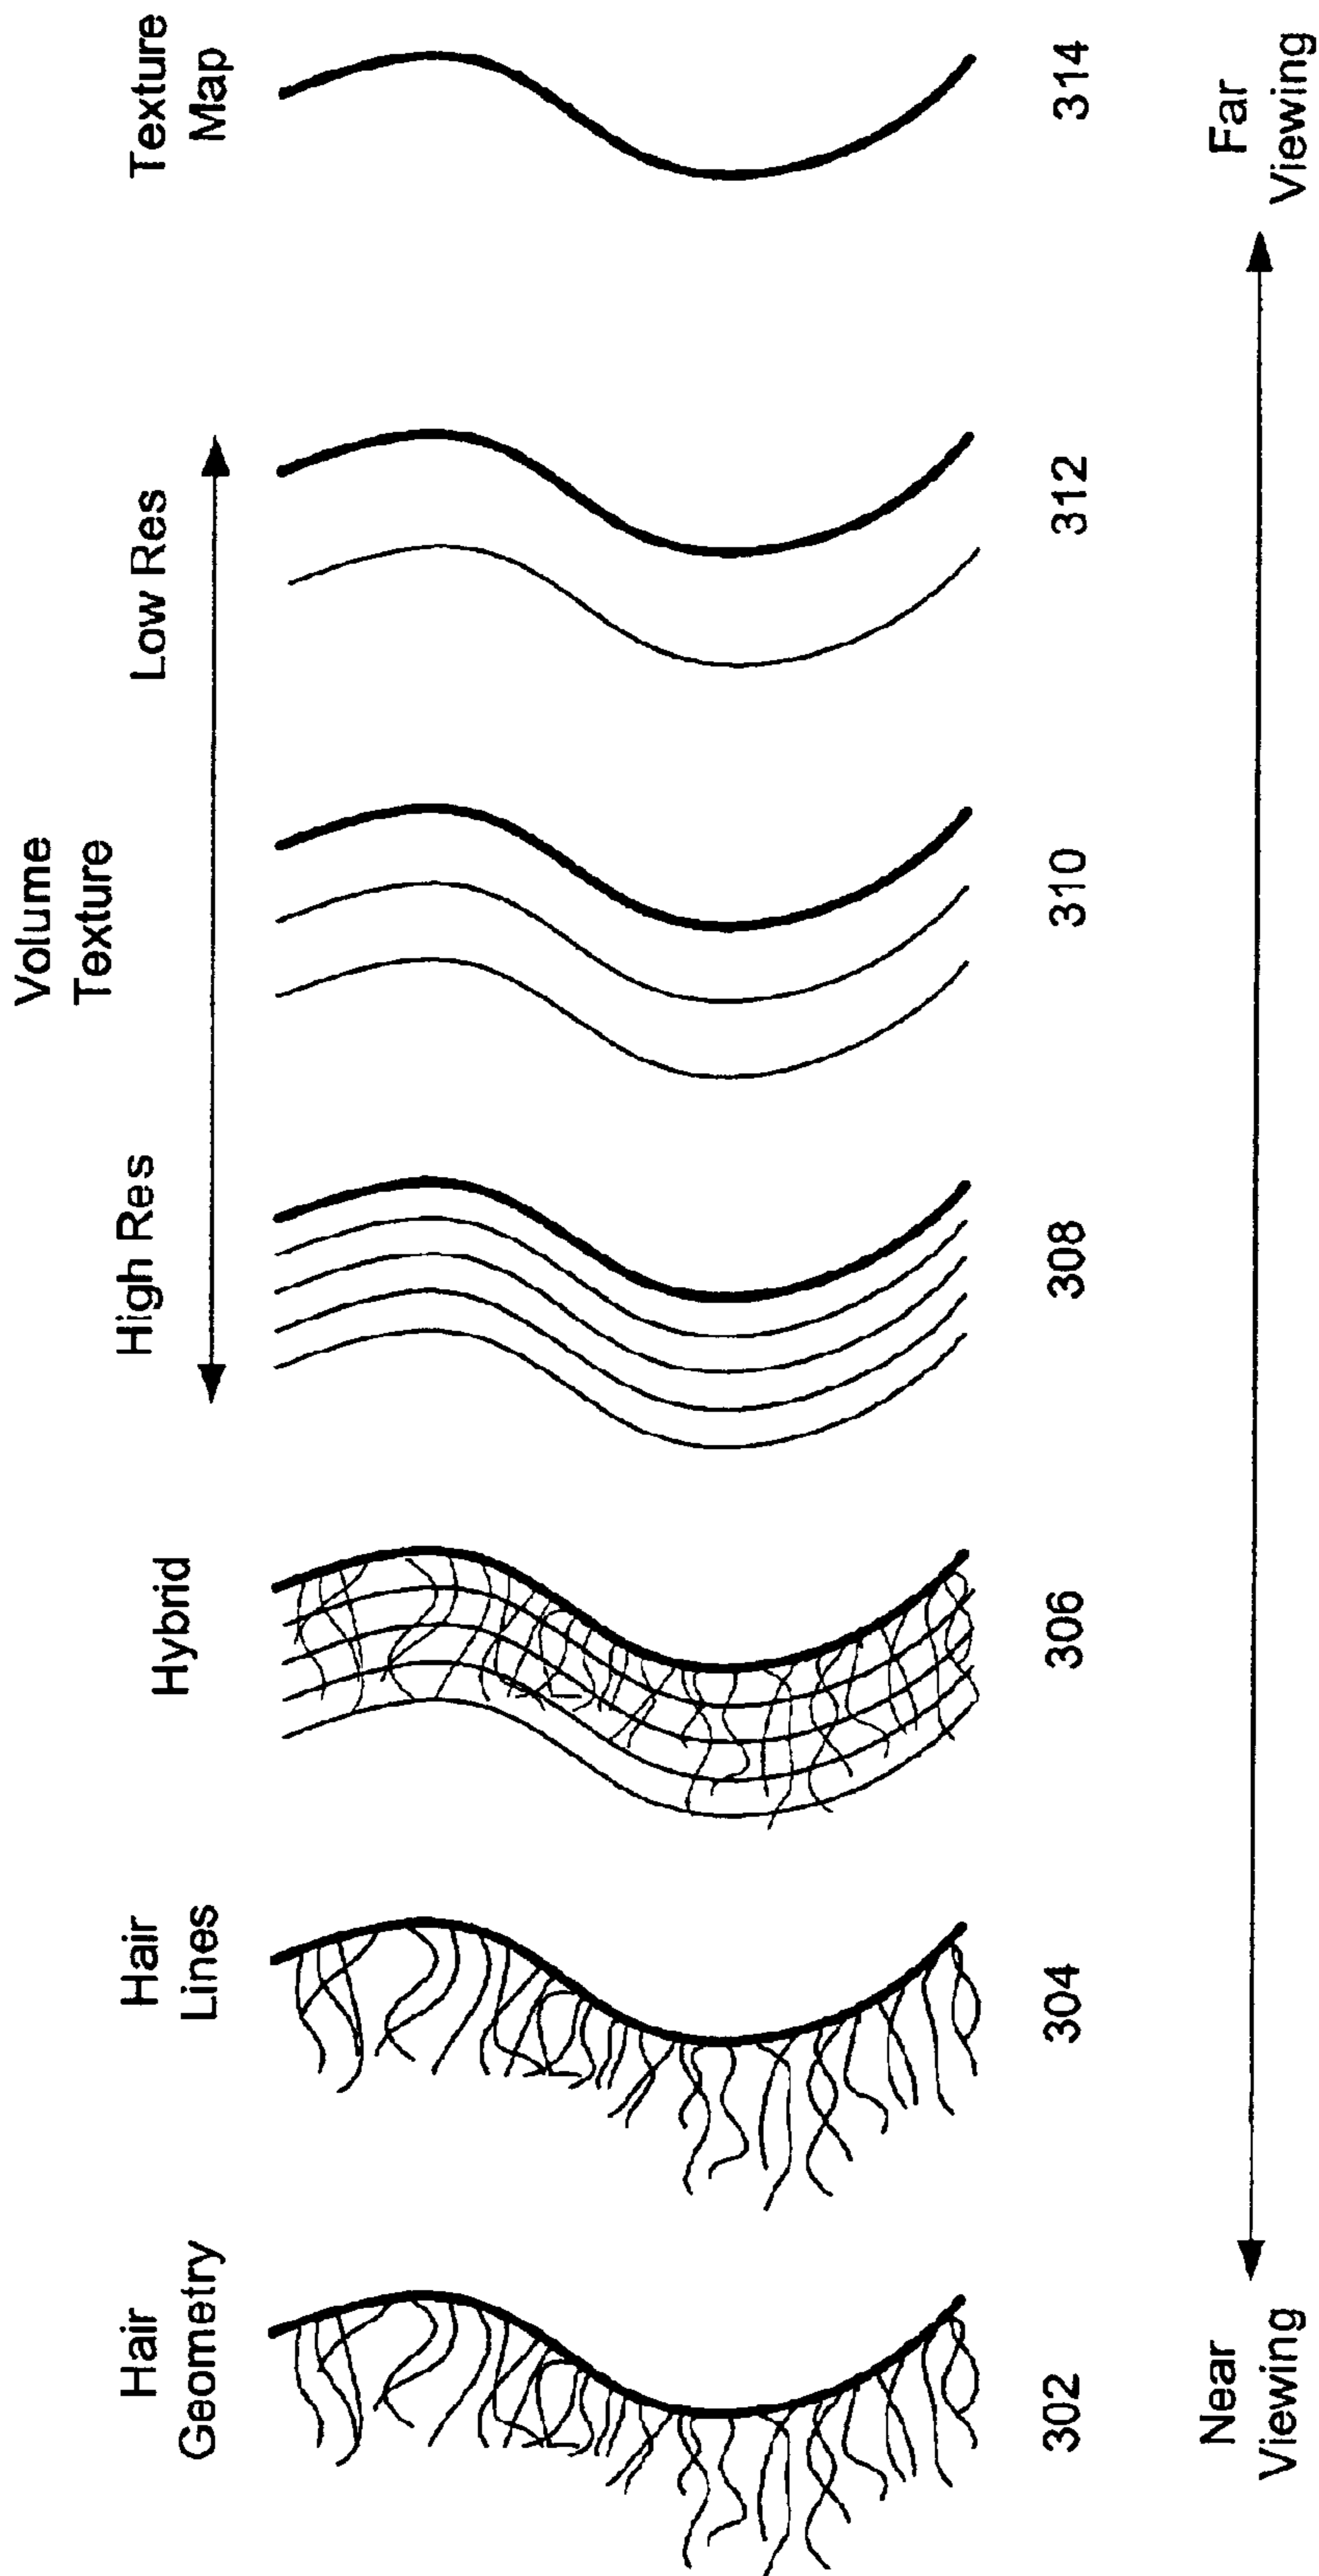 Volume
Texture
Hair
Geometry
Hair
Lines
Hybrid
High Res
Low Res
Texture
Map
302
304
306
308
310
312
314
Near
Viewing
Far
Viewing